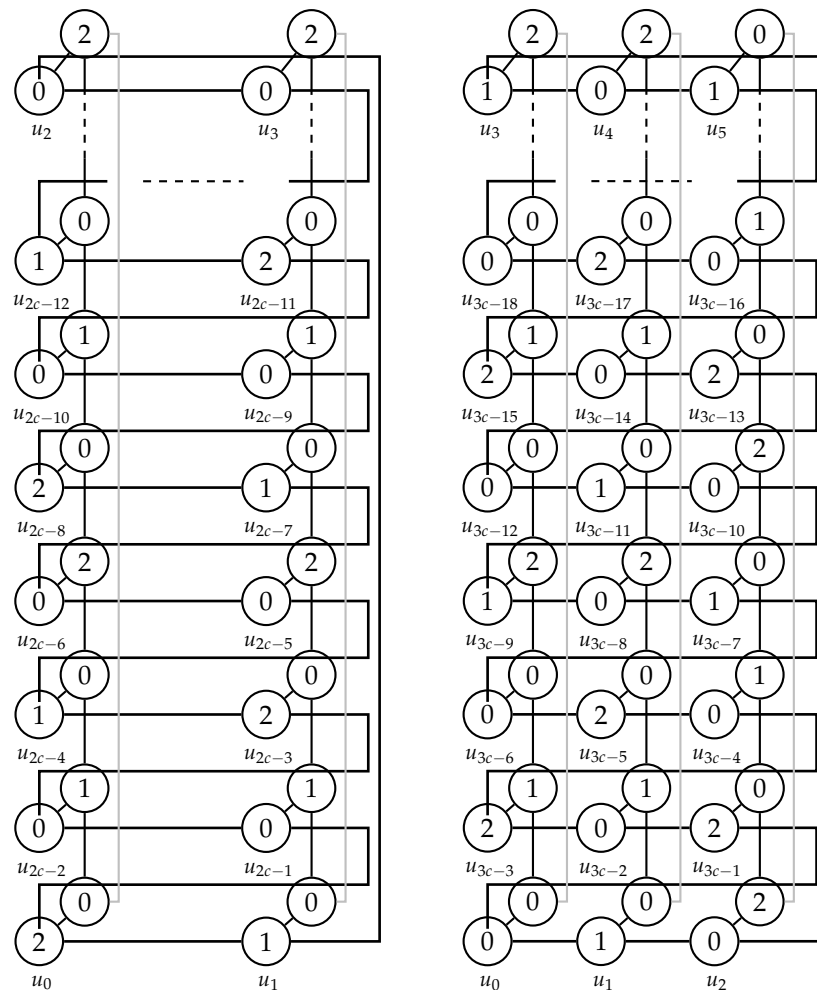 2 2 2 2 0
0 0 1 0 1
u₂ u₃ u₃ u₄ u₅
0 0 0 0 1
1 2 0 2 0
u₂c₋₁₂ u₂c₋₁₁ u₃c₋₁₈ u₃c₋₁₇ u₃c₋₁₆
1 1 1 1 0
0 0 2 0 2
u₂c₋₁₀ u₂c₋₉ u₃c₋₁₅ u₃c₋₁₄ u₃c₋₁₃
0 0 0 0 2
2 1 0 1 0
u₂c₋₈ u₂c₋₇ u₃c₋₁₂ u₃c₋₁₁ u₃c₋₁₀
2 2 2 2 0
0 0 1 0 1
u₂c₋₆ u₂c₋₅ u₃c₋₉ u₃c₋₈ u₃c₋₇
0 0 0 0 1
1 2 0 2 0
u₂c₋₄ u₂c₋₃ u₃c₋₆ u₃c₋₅ u₃c₋₄
1 1 1 1 0
0 0 2 0 2
u₂c₋₂ u₂c₋₁ u₃c₋₃ u₃c₋₂ u₃c₋₁
0 0 0 0 2
2 1 0 1 0
u₀ u₁ u₀ u₁ u₂